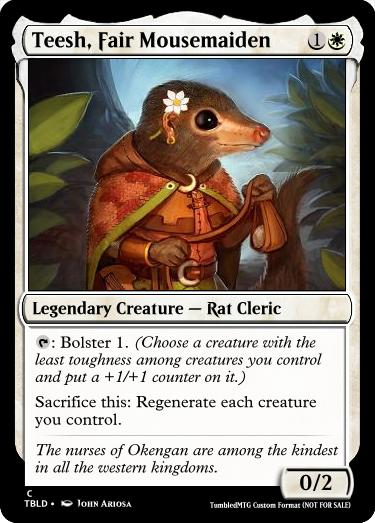 Teesh, Fair Mousemaiden 1
Legendary Creature — Rat Cleric
: Bolster 1. (Choose a creature with the
least toughness among creatures you control
and put a +1/+1 counter on it.)
Sacrifice this: Regenerate each creature
you control.
The nurses of Okengan are among the kindest
in all the western kingdoms.
0/2
C
TBLD • John Ariosa
TumbledMTG Custom Format (NOT FOR SALE)